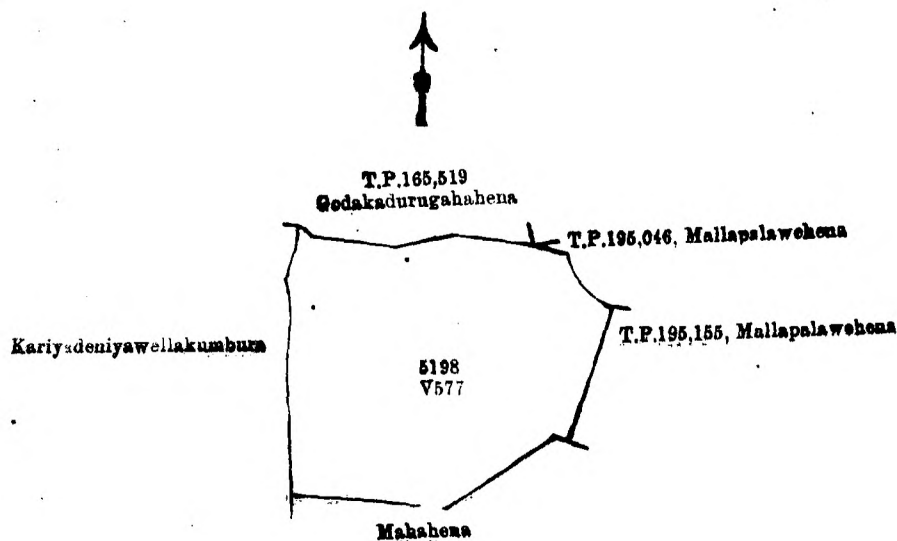 T.P.165,519
Godakadurugahahena
T.P.195,046, Mallapalawehena
Kariyadeniyawellakumbura
T.P.195,155, Mallapalawehena
5198
V577
Mahahena